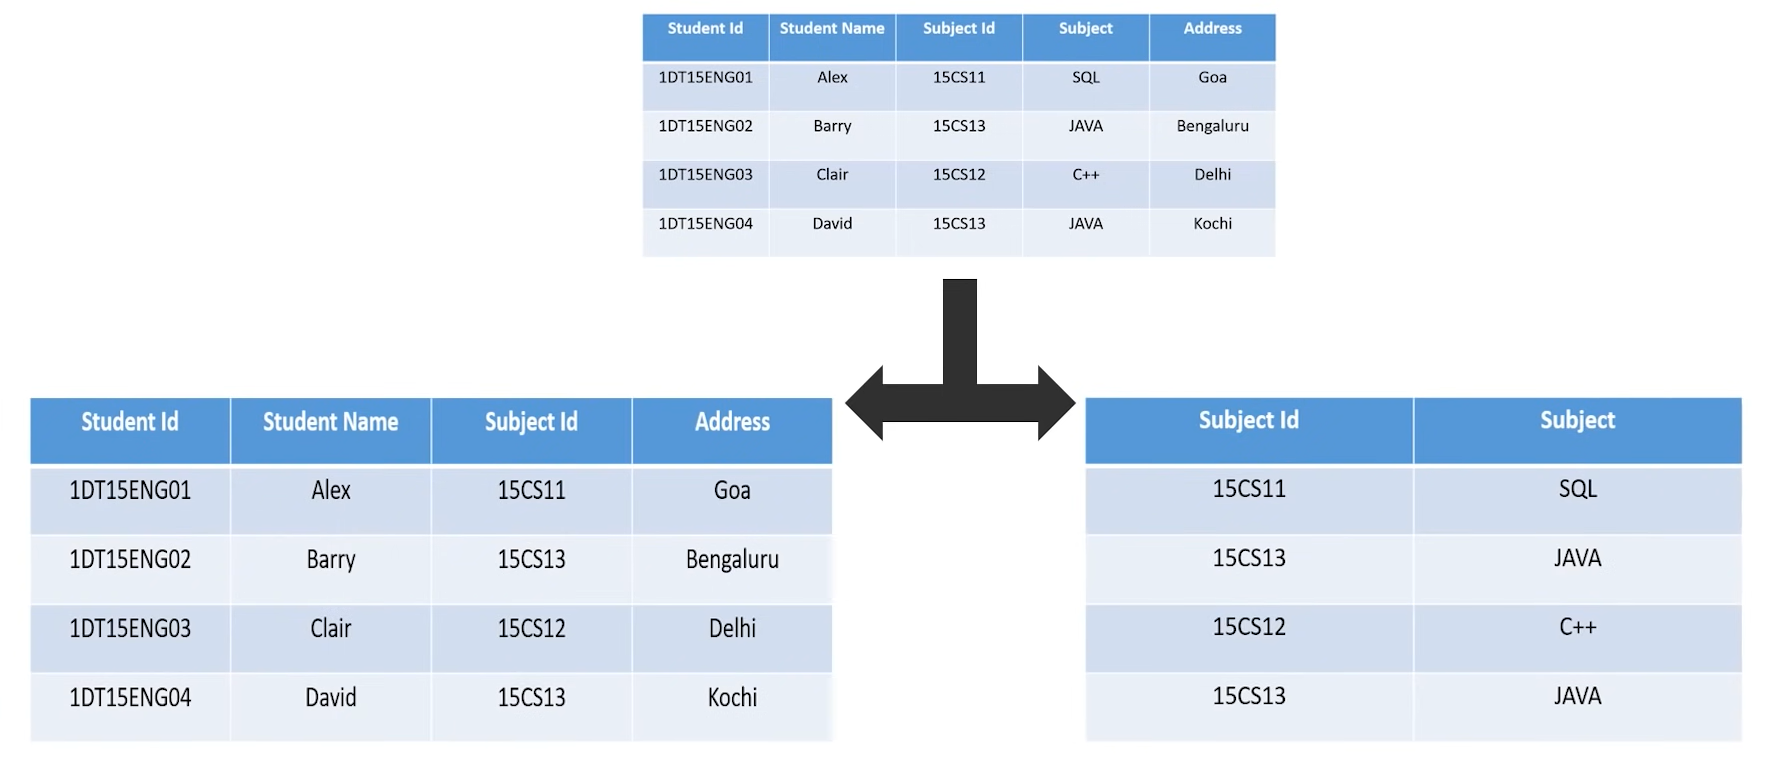 Student Id Student Name Subject Id Subject Address
1DT15ENG01 Alex 15CS11 SQL Goa
1DT15ENG02 Barry 15CS13 JAVA Bengaluru
1DT15ENG03 Clair 15CS12 C++ Delhi
1DT15ENG04 David 15CS13 JAVA Kochi
Student Id Student Name Subject Id Address
1DT15ENG01 Alex 15CS11 Goa
1DT15ENG02 Barry 15CS13 Bengaluru
1DT15ENG03 Clair 15CS12 Delhi
1DT15ENG04 David 15CS13 Kochi
Subject Id Subject
15CS11 SQL
15CS13 JAVA
15CS12 C++
15CS13 JAVA